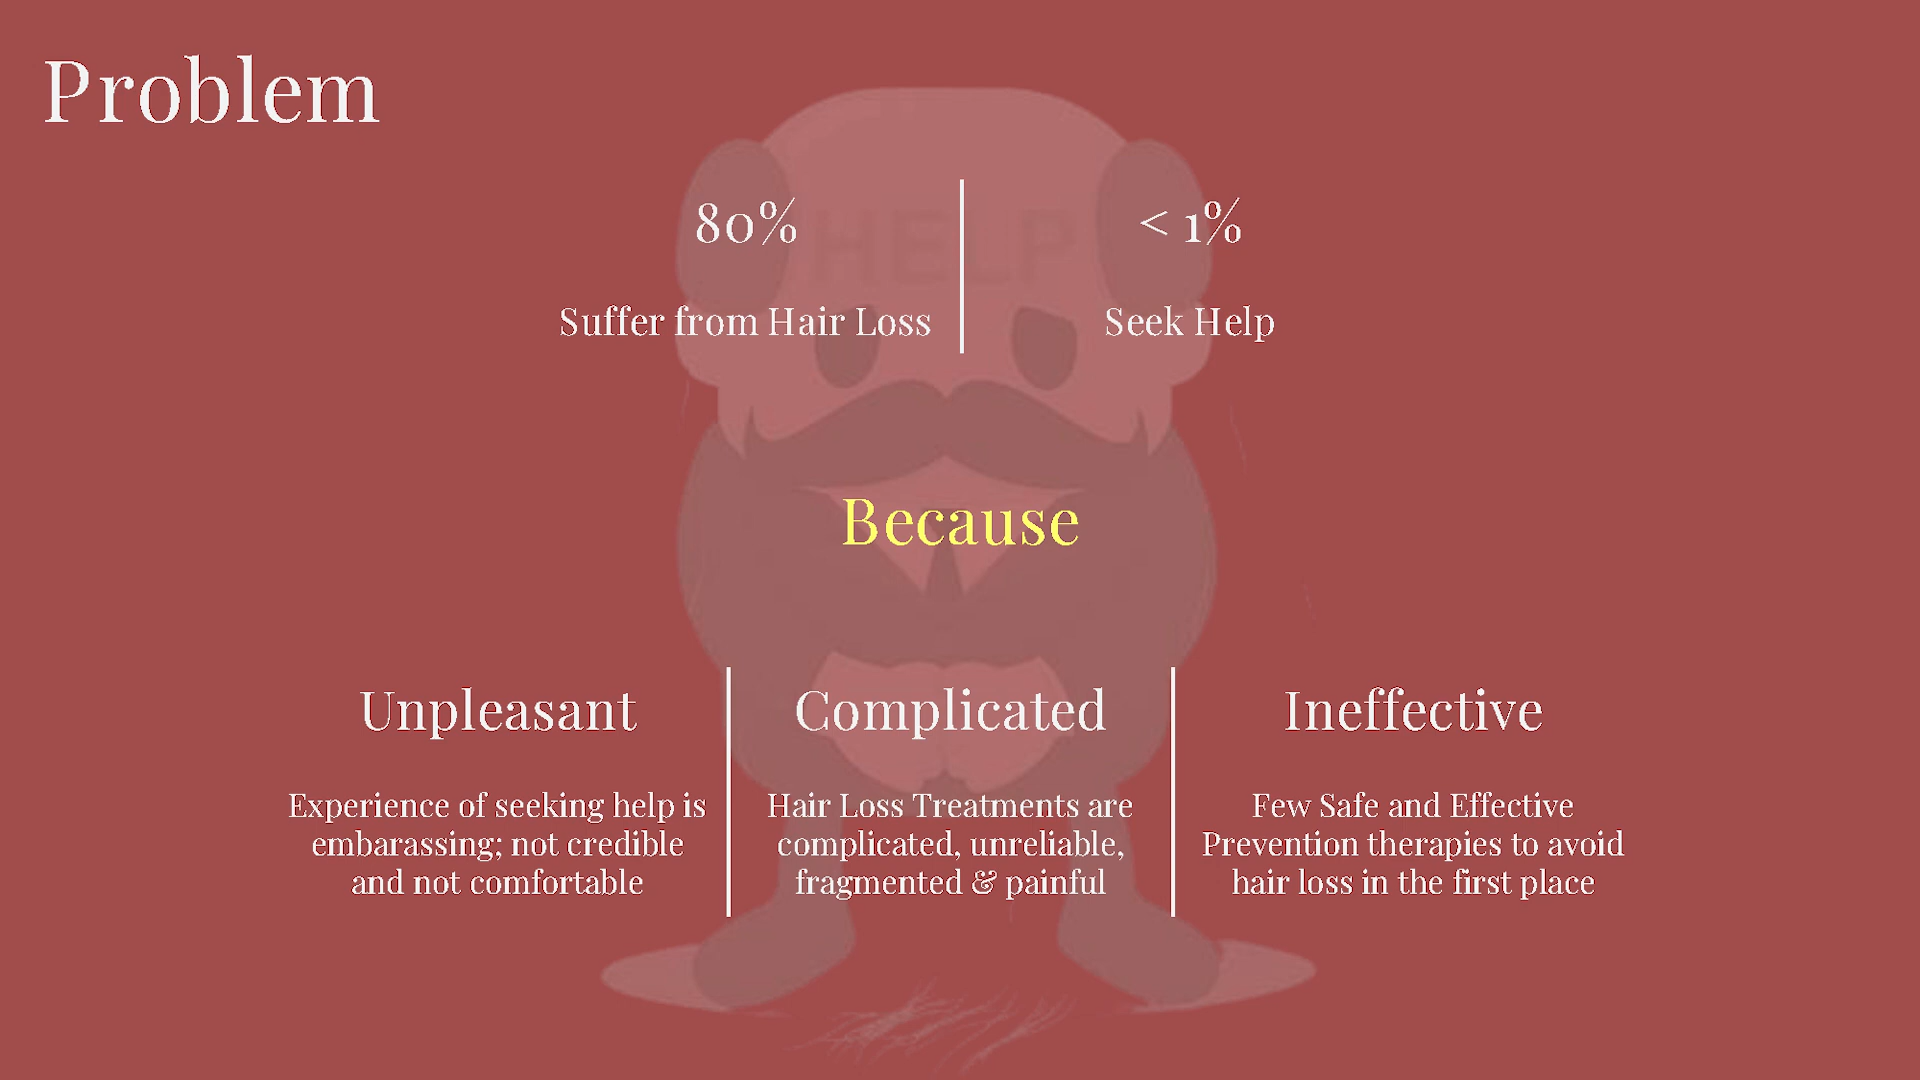 Problem
80%
< 1%
HELP
Suffer from Hair Loss
Seek Help
Because
Unpleasant
Complicated
Ineffective
Experience of seeking help is
embarassing; not credible
and not comfortable
Hair Loss Treatments are
complicated, unreliable,
fragmented & painful
Few Safe and Effective
Prevention therapies to avoid
hair loss in the first place